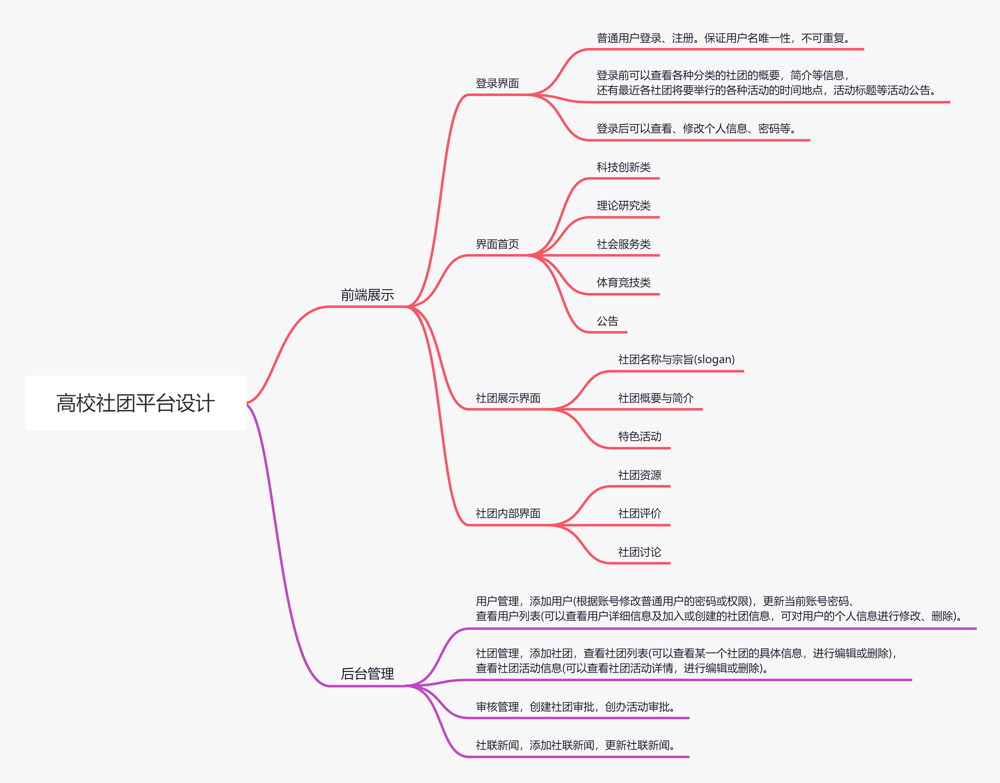 高校社团平台设计
前端展示
登录界面
普通用户登录、注册。保证用户名唯一性，不可重复。
登录前可以查看各种分类的社团的概要，简介等信息，
还有最近各社团将要举行的各种活动的时间地点，活动标题等活动公告。
登录后可以查看、修改个人信息、密码等。
界面首页
科技创新类
理论研究类
社会服务类
体育竞技类
公告
社团展示界面
社团名称与宗旨(slogan)
社团概要与简介
特色活动
社团内部界面
社团资源
社团评价
社团讨论
后台管理
用户管理，添加用户(根据账号修改普通用户的密码或权限)，更新当前账号密码、
查看用户列表(可以查看用户详细信息及加入或创建的社团信息，可对用户的个人信息进行修改、删除)。
社团管理，添加社团，查看社团列表(可以查看某一个社团的具体信息，进行编辑或删除)，
查看社团活动信息(可以查看社团活动详情，进行编辑或删除)。
审核管理，创建社团审批，创办活动审批。
社联新闻，添加社联新闻，更新社联新闻。